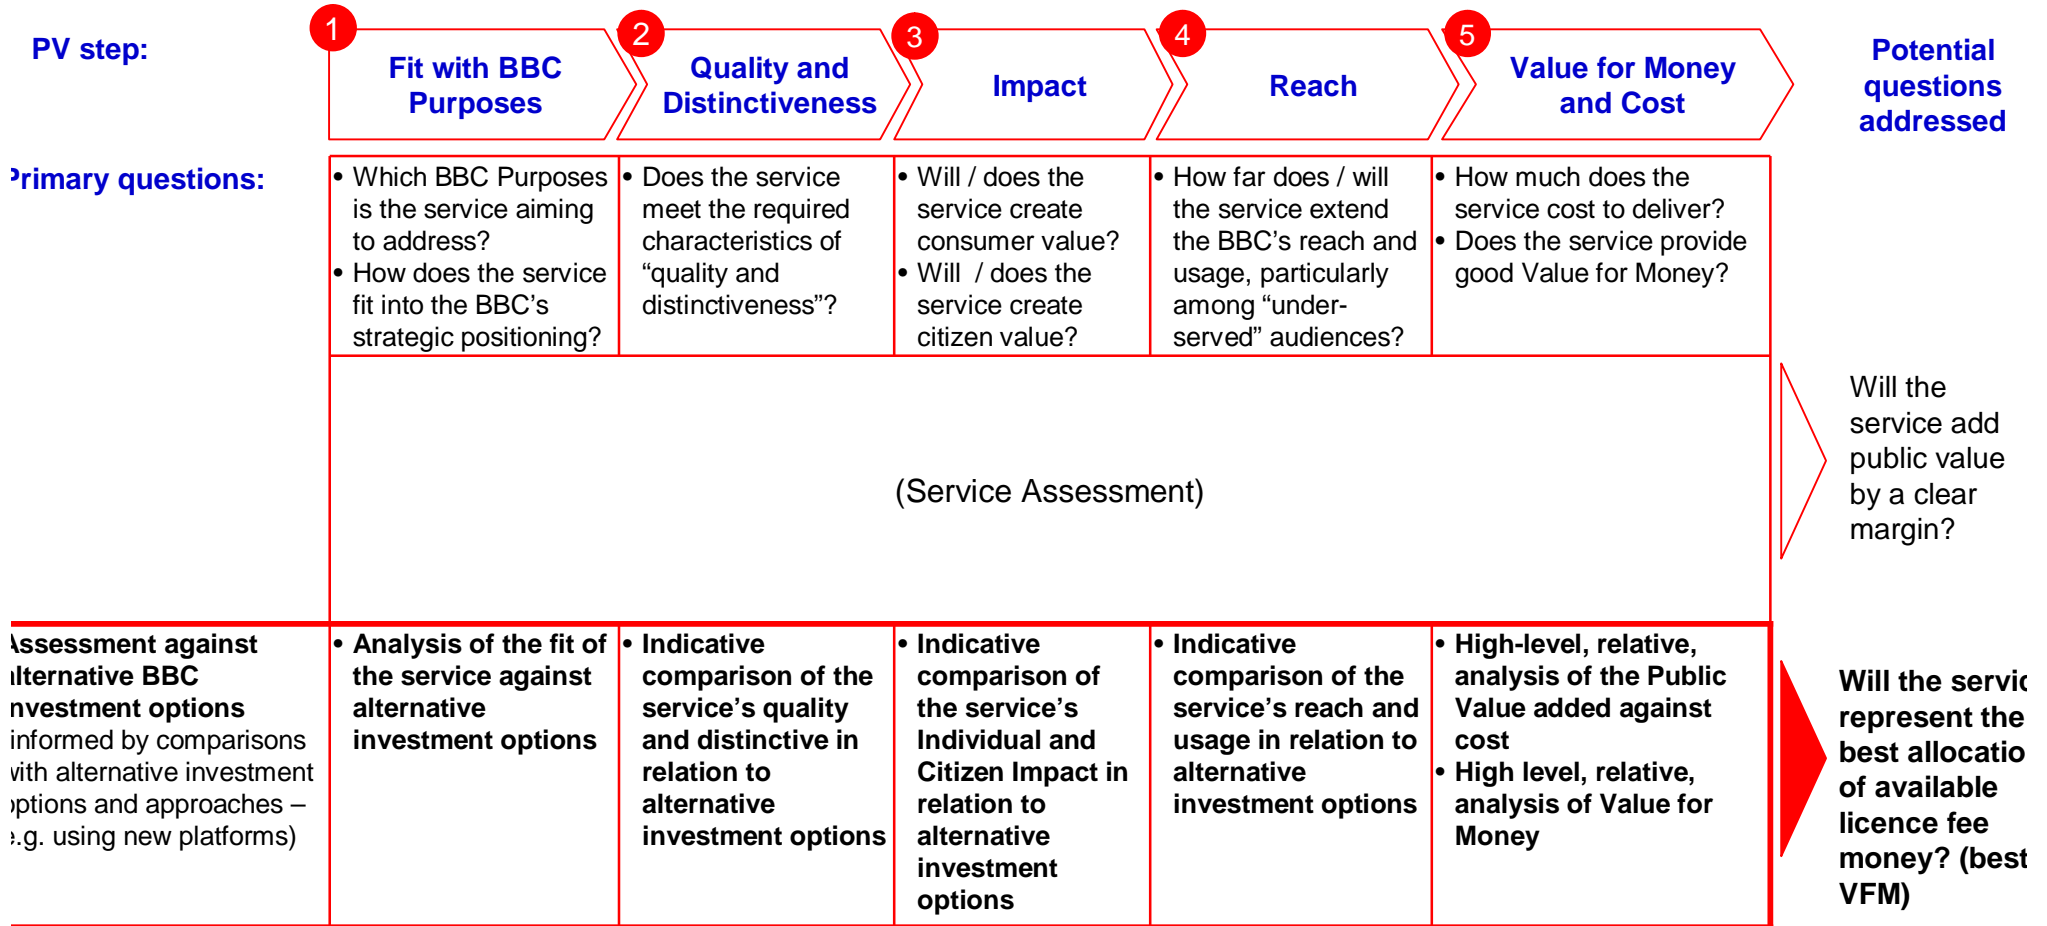 PV step:
1
Fit with BBC
Purposes
2
Quality and
Distinctiveness
3
Impact
4
Reach
5
Value for Money
and Cost
Potential
questions
addressed
Primary questions:
• Which BBC Purposes
is the service aiming
to address?
• How does the service
fit into the BBC’s
strategic positioning?
• Does the service
meet the required
characteristics of
“quality and
distinctiveness”?
• Will / does the
service create
consumer value?
• Will / does the
service create
citizen value?
• How far does / will
the service extend
the BBC’s reach and
usage, particularly
among “under-
served” audiences?
• How much does the
service cost to deliver?
• Does the service provide
good Value for Money?
(Service Assessment)
Will the
service add
public value
by a clear
margin?
Assessment against
alternative BBC
investment options
informed by comparisons
with alternative investment
options and approaches –
e.g. using new platforms)
• Analysis of the fit of
the service against
alternative
investment options
• Indicative
comparison of the
service’s quality
and distinctive in
relation to
alternative
investment options
• Indicative
comparison of
the service’s
Individual and
Citizen Impact in
relation to
alternative
investment
options
• Indicative
comparison of the
service’s reach and
usage in relation to
alternative
investment options
• High-level, relative,
analysis of the Public
Value added against
cost
• High level, relative,
analysis of Value for
Money
Will the servic
represent the
best allocatio
of available
licence fee
money? (best
VFM)